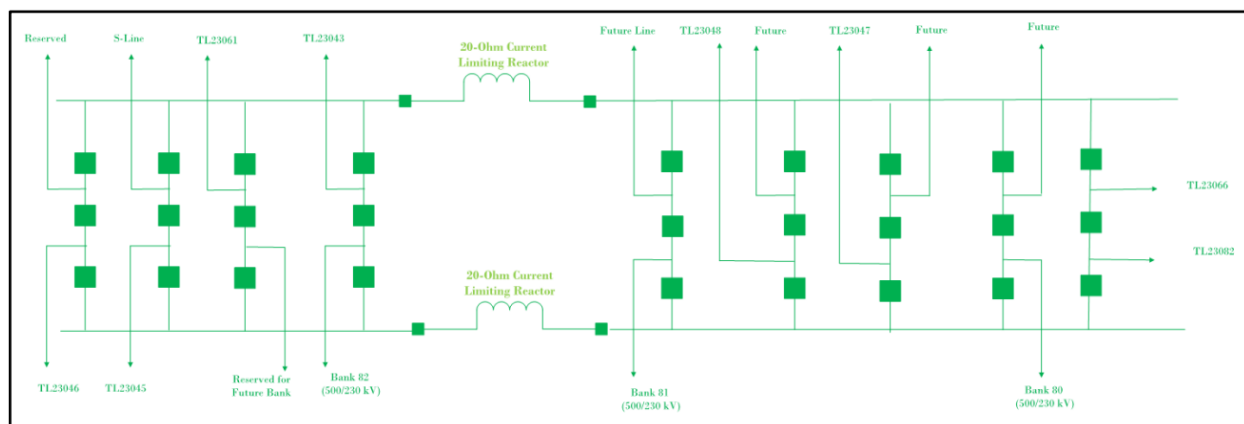 Reserved
S-Line
TL23061
TL23043
20-Ohm Current
Limiting Reactor
Future Line
TL23048
Future
TL23047
Future
Future
TL23066
TL23082
20-Ohm Current
Limiting Reactor
TL23046
TL23045
Reserved for
Future Bank
Bank 82
(500/230 kV)
Bank 81
(500/230 kV)
Bank 80
(500/230 kV)